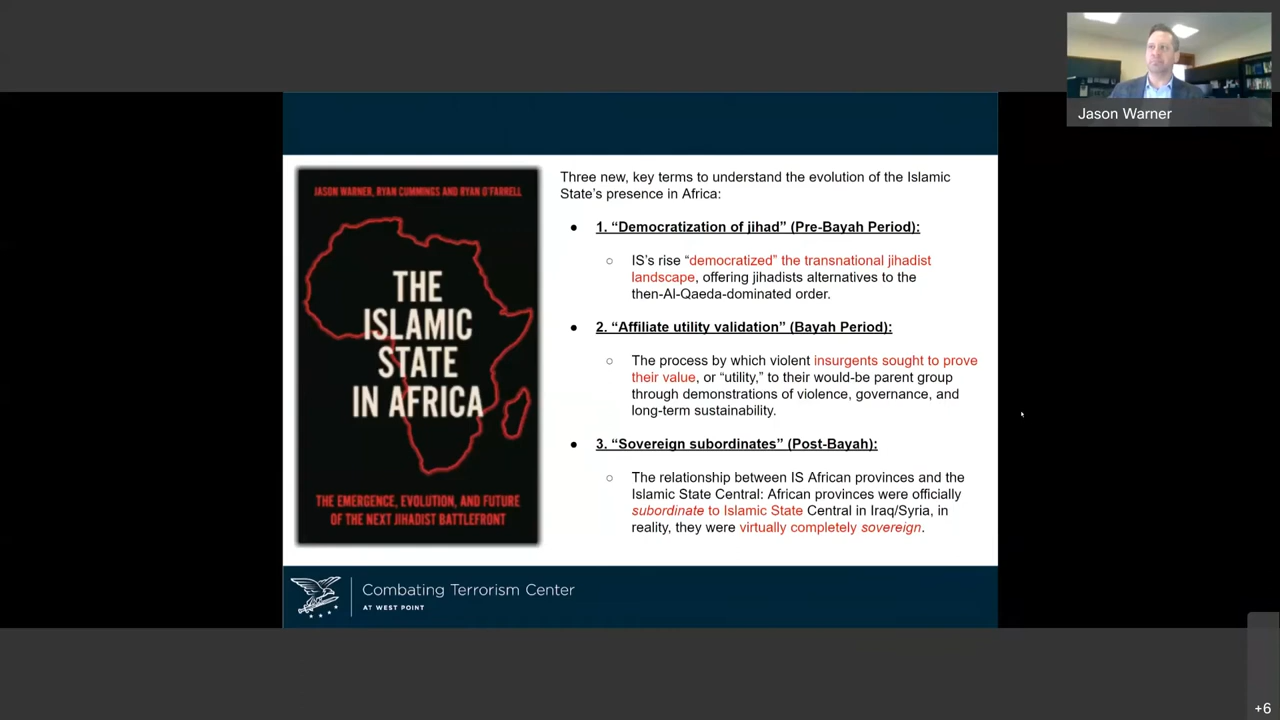 Jason Warner
JASON WARNER, RYAN CUMMINGS AND RYAN O'FARRELL
THE
ISLAMIC
STATE
IN AFRICA
THE EMERGENCE, EVOLUTION, AND FUTURE
OF THE NEXT JIHADIST BATTLEFRONT
Three new, key terms to understand the evolution of the Islamic
State's presence in Africa:
● 1. “Democratization of jihad” (Pre-Bayah Period):
○ IS's rise “democratized” the transnational jihadist
landscape, offering jihadists alternatives to the
then-Al-Qaeda-dominated order.
● 2. “Affiliate utility validation” (Bayah Period):
○ The process by which violent insurgents sought to prove
their value, or “utility,” to their would-be parent group
through demonstrations of violence, governance, and
long-term sustainability.
● 3. “Sovereign subordinates” (Post-Bayah):
○ The relationship between IS African provinces and the
Islamic State Central: African provinces were officially
subordinate to Islamic State Central in Iraq/Syria, in
reality, they were virtually completely sovereign.
Combating Terrorism Center
AT WEST POINT
+6